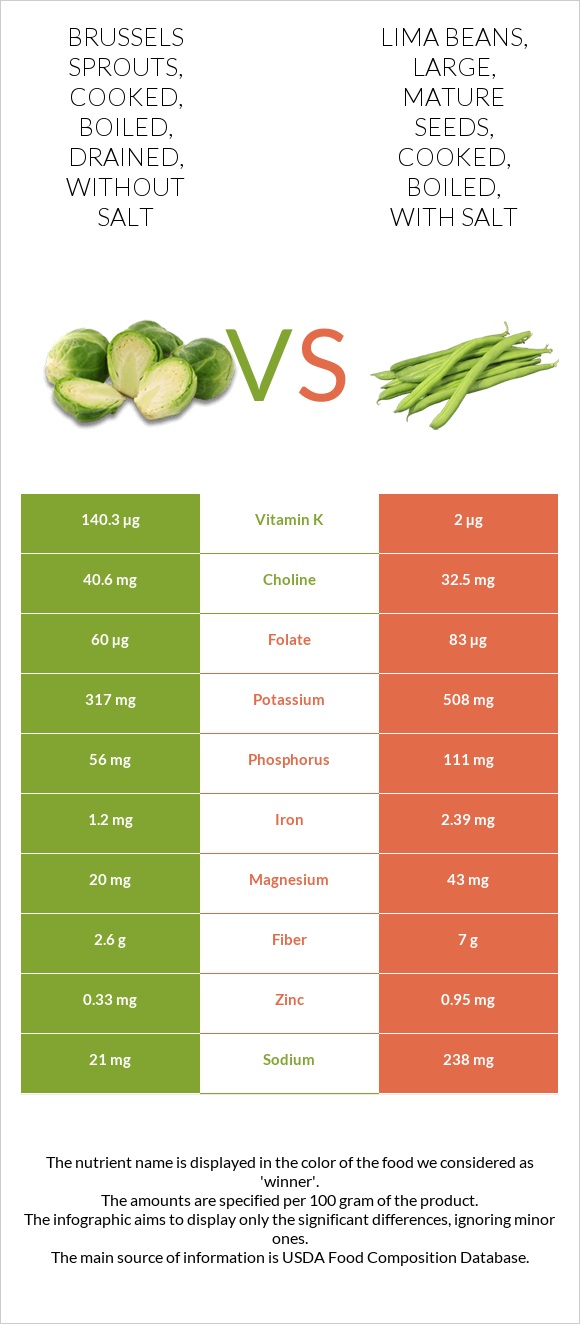 BRUSSELS
SPROUTS,
COOKED,
BOILED,
DRAINED,
WITHOUT
SALT
LIMA BEANS,
LARGE,
MATURE
SEEDS,
COOKED,
BOILED,
WITH SALT
VS
140.3 µg Vitamin K 2 µg
40.6 mg Choline 32.5 mg
60 µg Folate 83 µg
317 mg Potassium 508 mg
56 mg Phosphorus 111 mg
1.2 mg Iron 2.39 mg
20 mg Magnesium 43 mg
2.6 g Fiber 7 g
0.33 mg Zinc 0.95 mg
21 mg Sodium 238 mg
The nutrient name is displayed in the color of the food we considered as
'winner'.
The amounts are specified per 100 gram of the product.
The infographic aims to display only the significant differences, ignoring minor
ones.
The main source of information is USDA Food Composition Database.